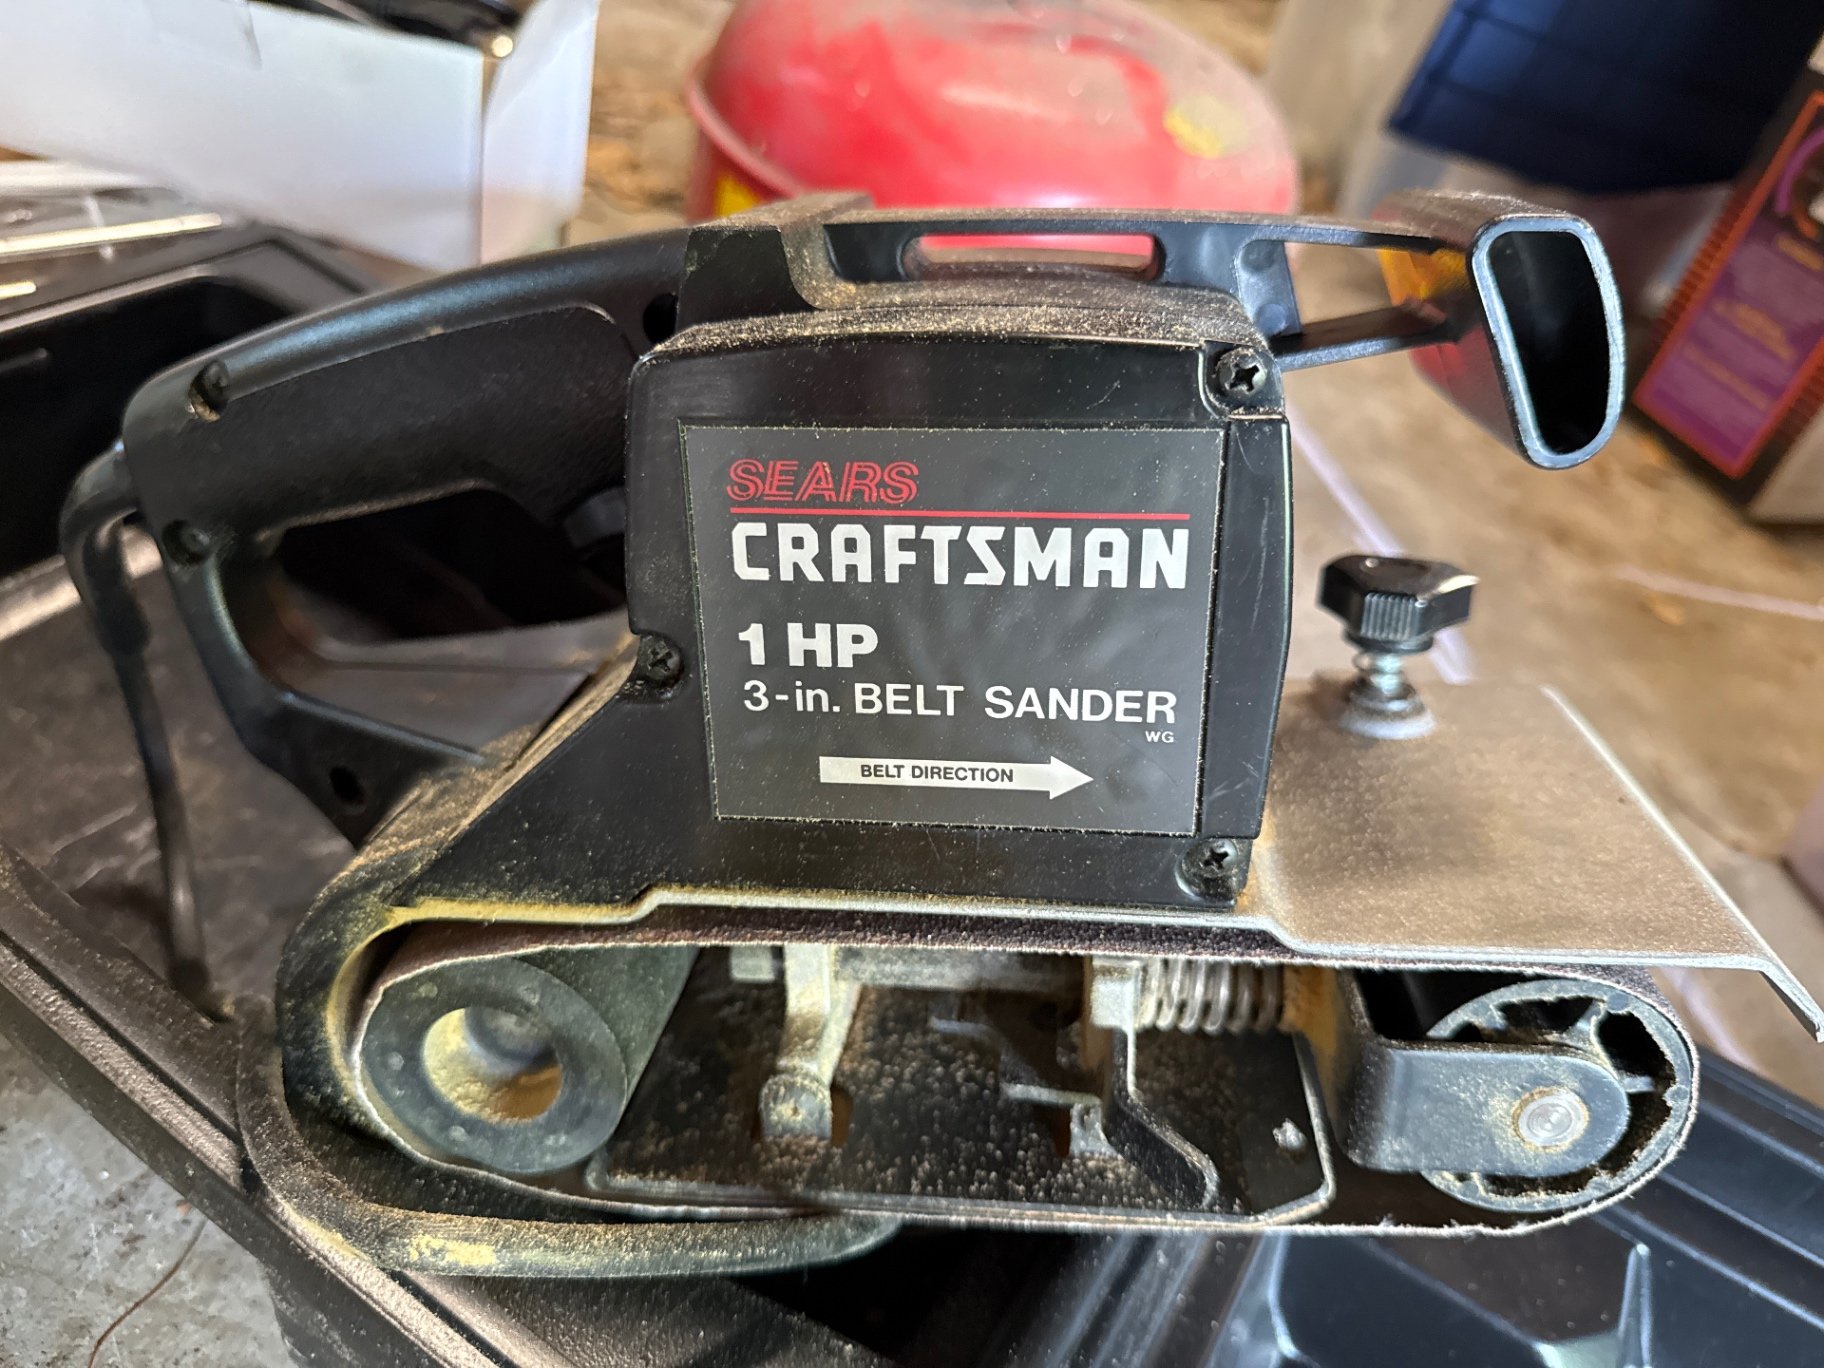 SEARS
CRAFTSMAN
1 HP
3-in. BELT SANDER
WG
BELT DIRECTION